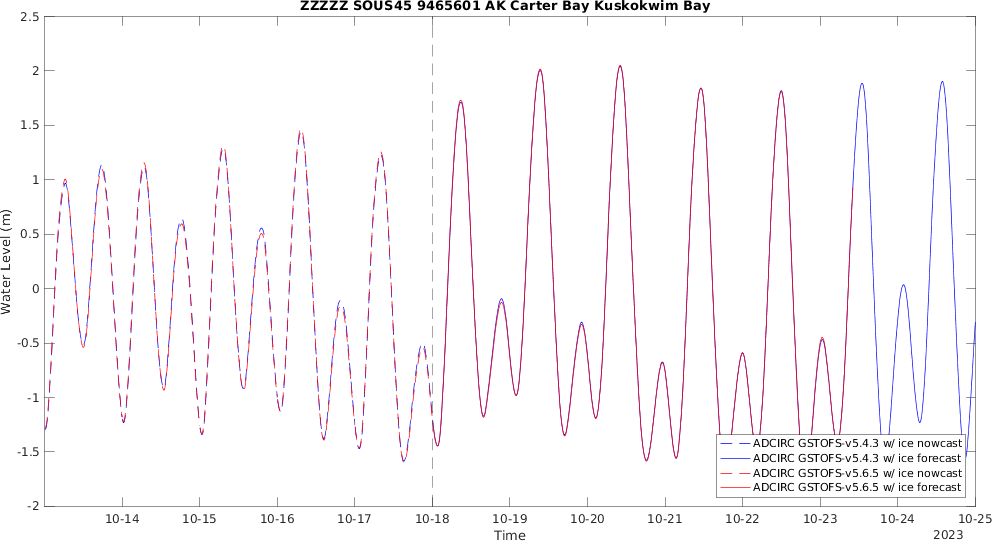 ZZZZZ SOUS45 9465601 AK Carter Bay Kuskokwim Bay
2.5
2
1.5
1
0.5
0
-0.5
-1
-1.5
-2
Water Level (m)
ADCIRC GSTOFS-v5.4.3 w/ ice nowcast
ADCIRC GSTOFS-v5.4.3 w/ ice forecast
ADCIRC GSTOFS-v5.6.5 w/ ice nowcast
ADCIRC GSTOFS-v5.6.5 w/ ice forecast
10-14 10-15 10-16 10-17 10-18 10-19 10-20 10-21 10-22 10-23 10-24 10-25
Time
2023